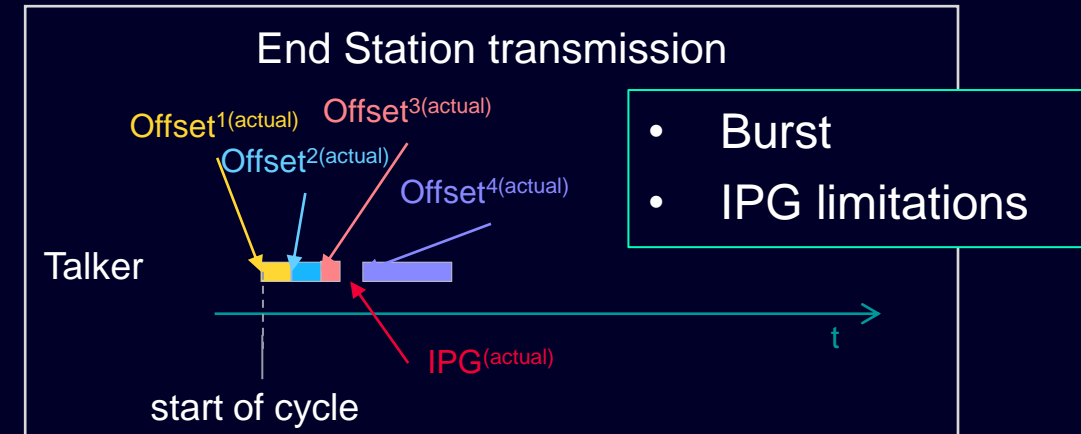 End Station transmission
Offset1(actual)
Offset3(actual)
Offset2(actual)
Offset4(actual)
• Burst
• IPG limitations
Talker
t
IPG(actual)
start of cycle